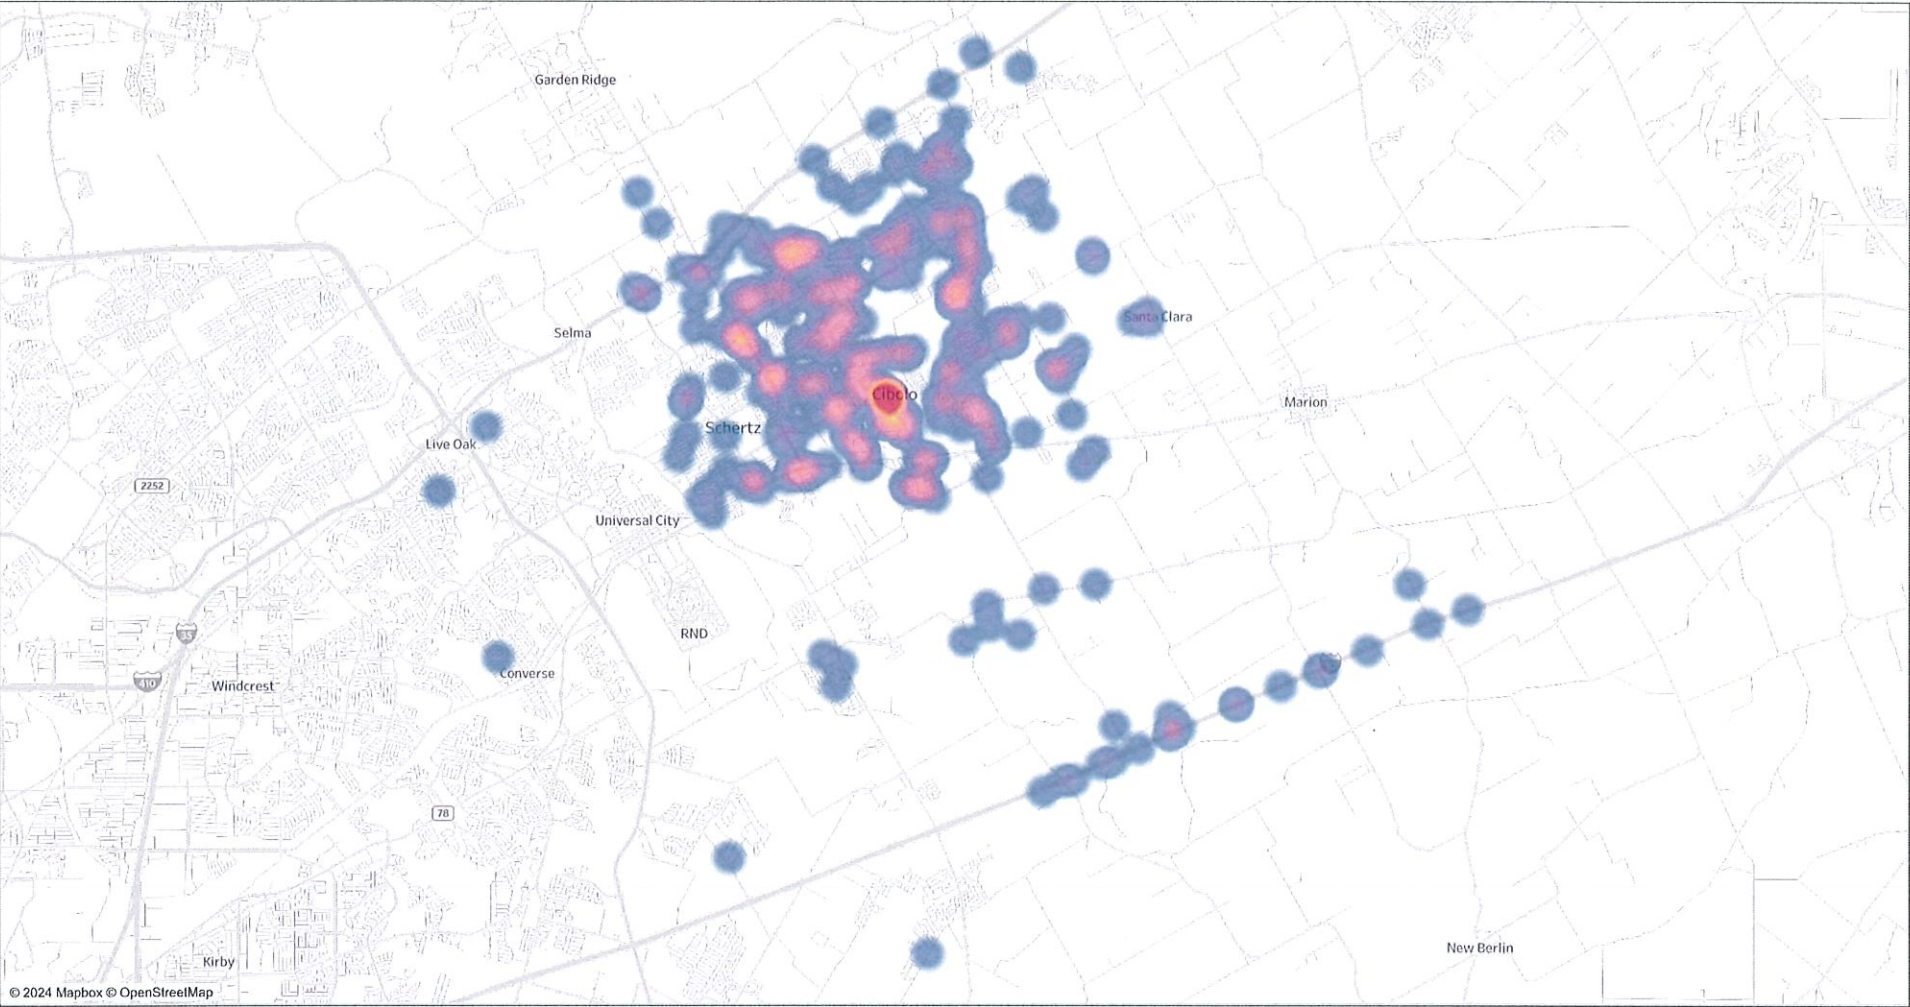 Garden Ridge
Santa Clara
Selma
Cibolo
Marion
Schertz
Live Oak
2252
Universal City
35
RND
Converse
410
Windcrest
78
New Berlin
Kirby
© 2024 Mapbox © OpenStreetMap